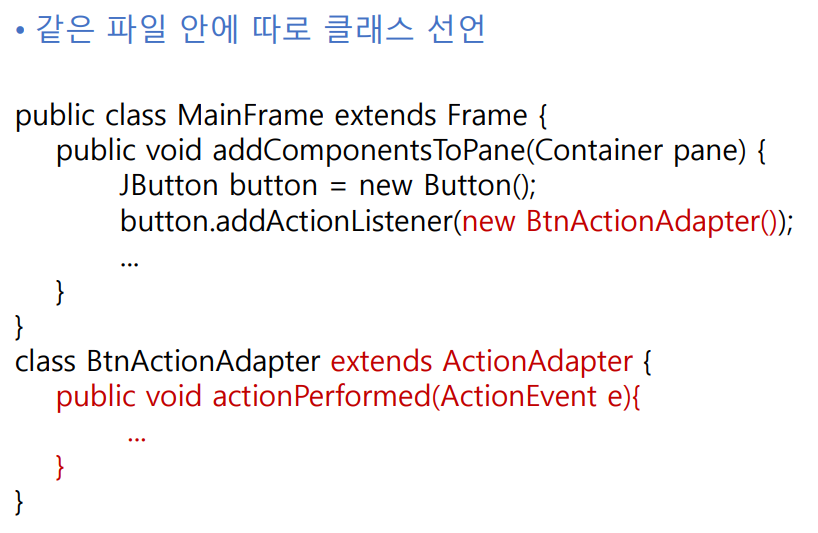 • 같은 파일 안에 따로 클래스 선언
public class MainFrame extends Frame {
public void addComponentsToPane(Container pane) {
JButton button = new Button();
button.addActionListener(new BtnActionAdapter());
...
}
}
class BtnActionAdapter extends ActionAdapter {
public void actionPerformed(ActionEvent e){
...
}
}